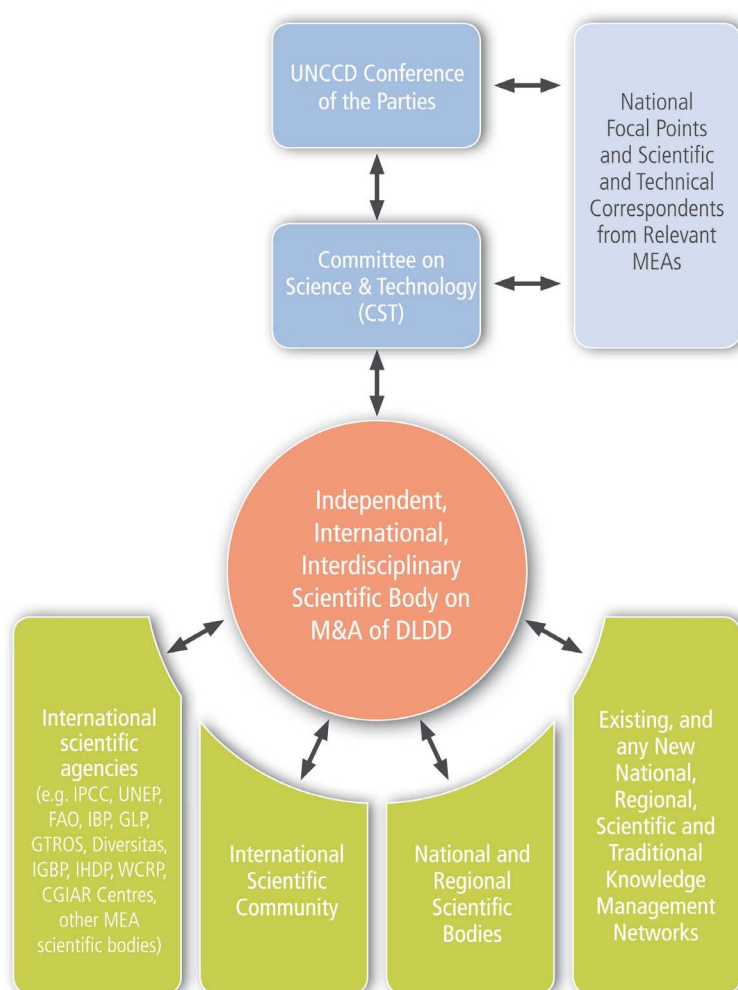 UNCCD Conference
of the Parties
National
Focal Points
and Scientific
and Technical
Correspondents
from Relevant
MEAs
Committee on
Science & Technology
(CST)
Independent,
International,
Interdisciplinary
Scientific Body on
M&A of DLDD
International
scientific
agencies
(e.g. IPCC, UNEP,
FAO, IBP, GLP,
GTROS, Diversitas,
IGBP, IHDP, WCRP,
CGIAR Centres,
other MEA
scientific bodies)
International
Scientific
Community
National and
Regional
Scientific
Bodies
Existing, and
any New
National,
Regional,
Scientific and
Traditional
Knowledge
Management
Networks